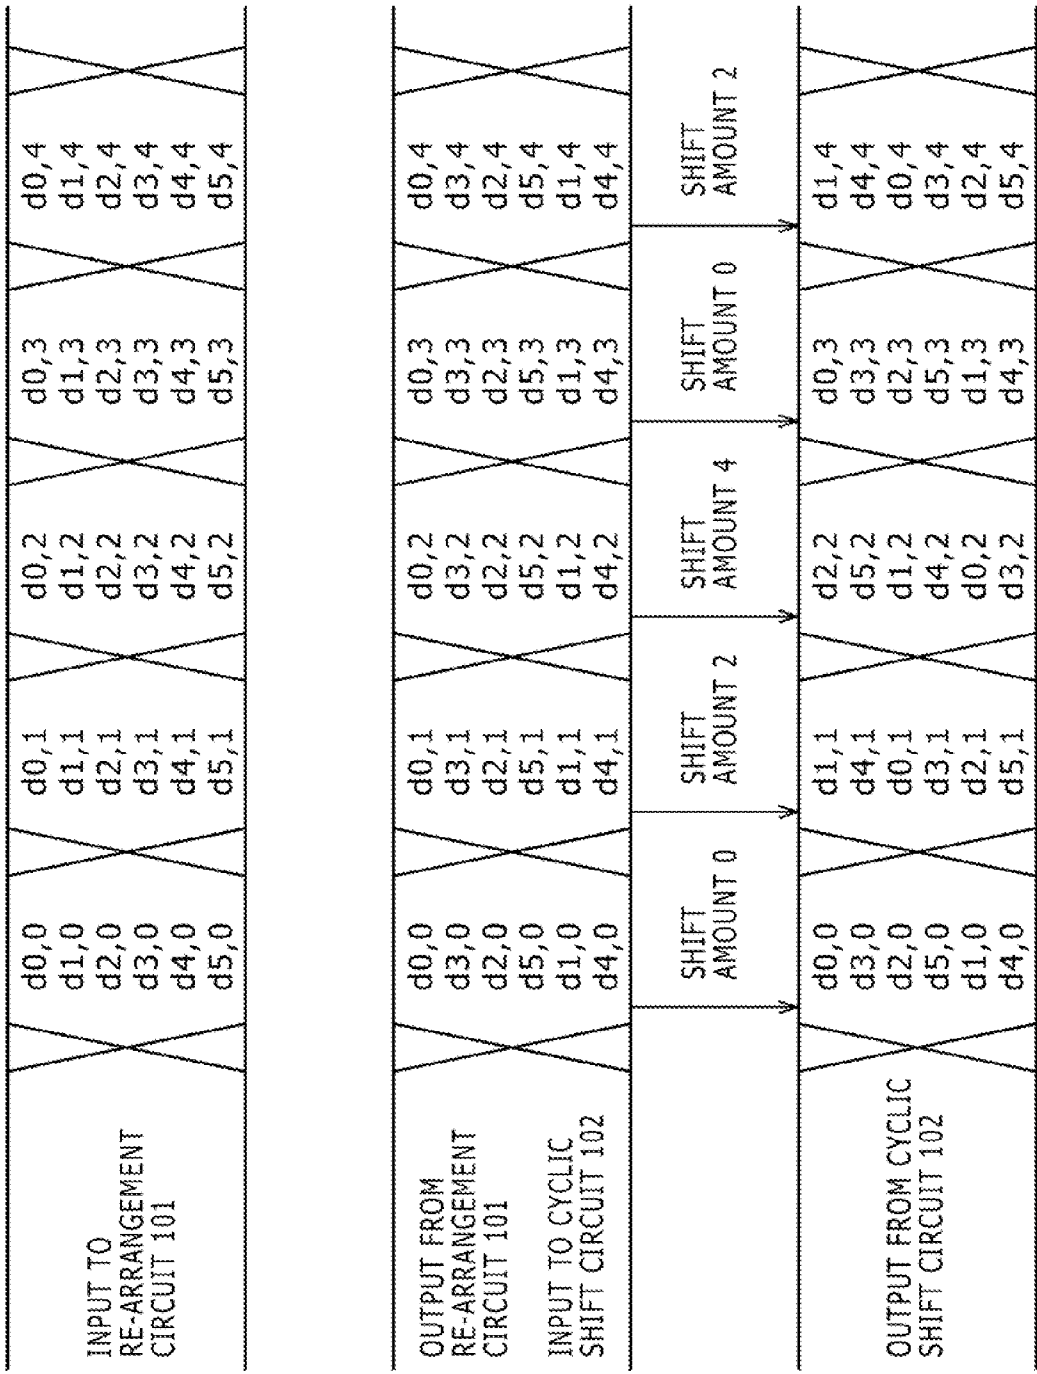 INPUT TO
RE-ARRANGEMENT
CIRCUIT 101
d0,0
d1,0
d2,0
d3,0
d4,0
d5,0
d0,1
d1,1
d2,1
d3,1
d4,1
d5,1
d0,2
d1,2
d2,2
d3,2
d4,2
d5,2
d0,3
d1,3
d2,3
d3,3
d4,3
d5,3
d0,4
d1,4
d2,4
d3,4
d4,4
d5,4
OUTPUT FROM
RE-ARRANGEMENT
CIRCUIT 101
INPUT TO CYCLIC
SHIFT CIRCUIT 102
d0,0
d3,0
d2,0
d5,0
d1,0
d4,0
d0,1
d3,1
d2,1
d5,1
d1,1
d4,1
d0,2
d3,2
d2,2
d5,2
d1,2
d4,2
d0,3
d3,3
d2,3
d5,3
d1,3
d4,3
d0,4
d3,4
d2,4
d5,4
d1,4
d4,4
SHIFT
AMOUNT 0
SHIFT
AMOUNT 2
SHIFT
AMOUNT 4
SHIFT
AMOUNT 0
SHIFT
AMOUNT 2
OUTPUT FROM CYCLIC
SHIFT CIRCUIT 102
d0,0
d3,0
d2,0
d5,0
d1,0
d4,0
d1,1
d4,1
d0,1
d3,1
d2,1
d5,1
d2,2
d5,2
d1,2
d4,2
d0,2
d3,2
d0,3
d3,3
d2,3
d5,3
d1,3
d4,3
d1,4
d4,4
d0,4
d3,4
d2,4
d5,4